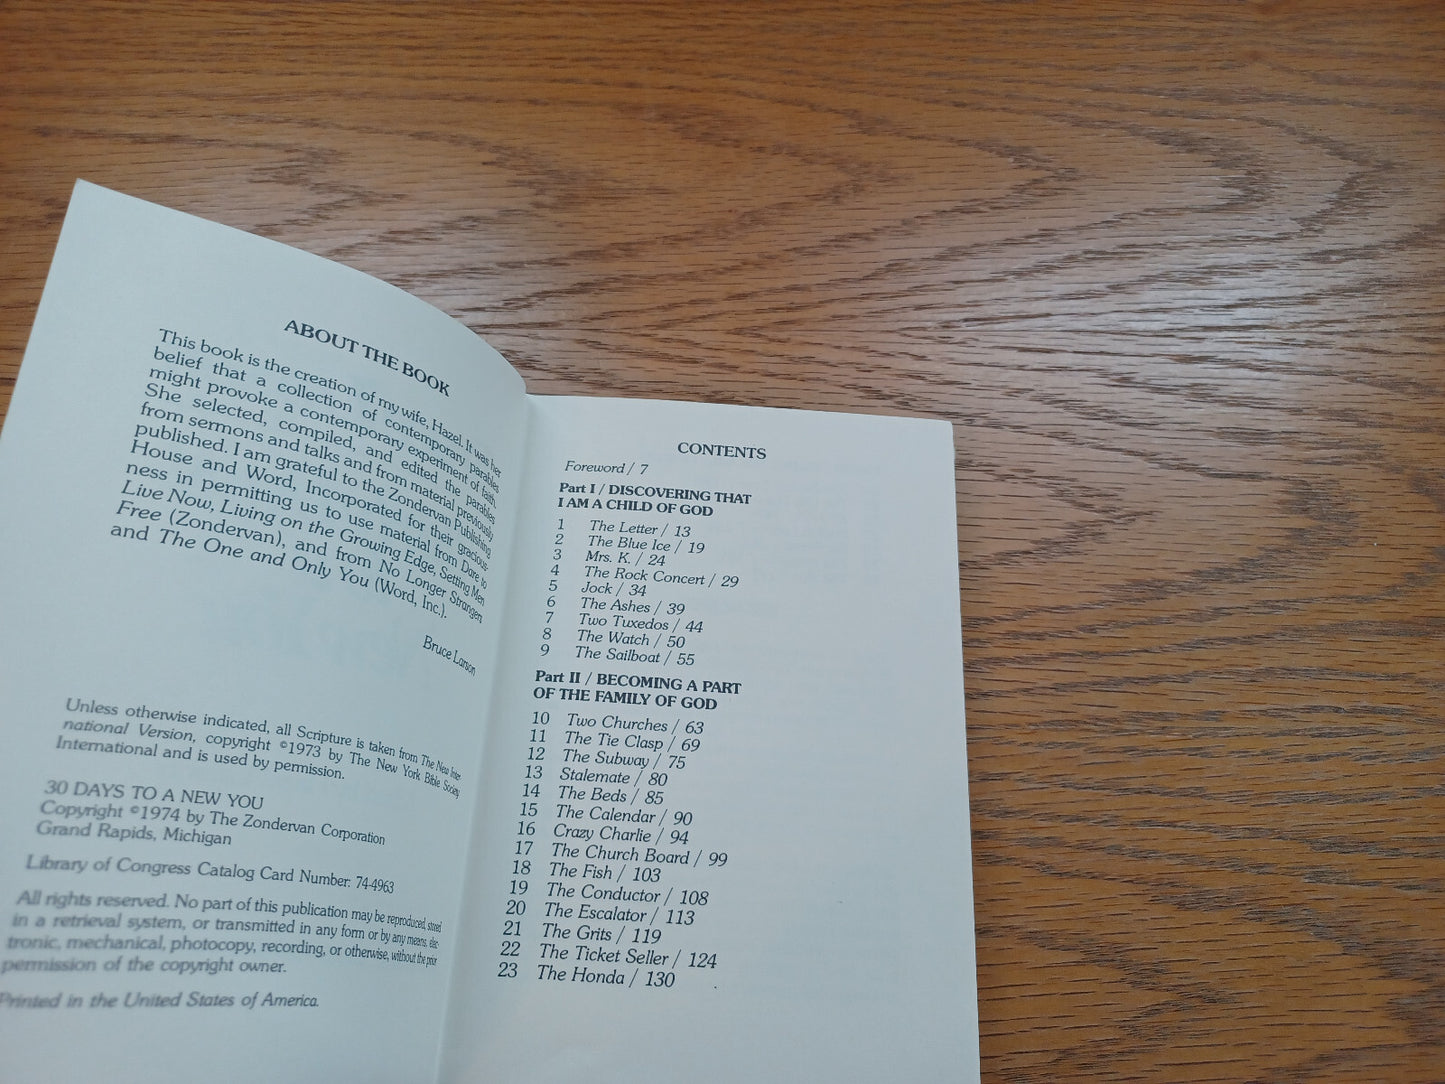 ABOUT THE BOOK
This book is the creation of my wife, Hazel. It was her
belief that a collection of contemporary parables
might provoke a contemporary experiment of faith.
She selected, compiled, and edited the parables
from sermons and talks and from material previously
published. I am grateful to the Zondervan Publishing
House and Word, Incorporated for their gracious-
ness in permitting us to use material from Dare to
Live Now, Living on the Growing Edge, Setting Men
Free (Zondervan), and from No Longer Strangers
and The One and Only You (Word, Inc.).
Bruce Larson
Unless otherwise indicated, all Scripture is taken from The New Inter
national Version, copyright ©1973 by The New York Bible Society
International and is used by permission.
30 DAYS TO A NEW YOU
Copyright ©1974 by The Zondervan Corporation
Grand Rapids, Michigan
Library of Congress Catalog Card Number: 74-4963
All rights reserved. No part of this publication may be reproduced, stored
in a retrieval system, or transmitted in any form or by any means, elec
tronic, mechanical, photocopy, recording, or otherwise, without the prior
permission of the copyright owner.
Printed in the United States of America.
CONTENTS
Foreword / 7
Part I / DISCOVERING THAT
I AM A CHILD OF GOD
1 The Letter / 13
2 The Blue Ice / 19
3 Mrs. K. / 24
4 The Rock Concert / 29
5 Jock / 34
6 The Ashes / 39
7 Two Tuxedos / 44
8 The Watch / 50
9 The Sailboat / 55
Part II / BECOMING A PART
OF THE FAMILY OF GOD
10 Two Churches / 63
11 The Tie Clasp / 69
12 The Subway / 75
13 Stalemate / 80
14 The Beds / 85
15 The Calendar / 90
16 Crazy Charlie / 94
17 The Church Board / 99
18 The Fish / 103
19 The Conductor / 108
20 The Escalator / 113
21 The Grits / 119
22 The Ticket Seller / 124
23 The Honda / 130